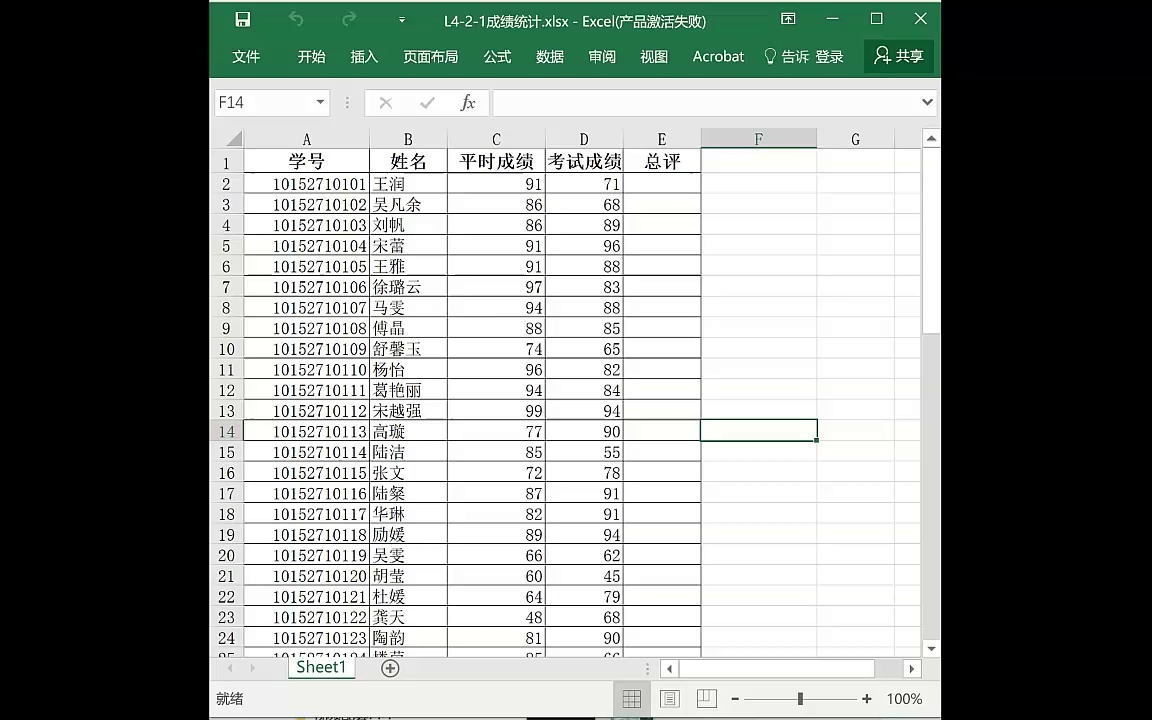 L4-2-1成绩统计.xlsx - Excel(产品激活失败)
文件 开始 插入 页面布局 公式 数据 审阅 视图 Acrobat 告诉 登录 共享
F14 fx
A B C D E F G
1 学号 姓名 平时成绩 考试成绩 总评
2 10152710101 王润 91 71
3 10152710102 吴凡余 86 68
4 10152710103 刘帆 86 89
5 10152710104 宋蕾 91 96
6 10152710105 王雅 91 88
7 10152710106 徐璐云 97 83
8 10152710107 马雯 94 88
9 10152710108 傅晶 88 85
10 10152710109 舒馨玉 74 65
11 10152710110 杨怡 96 82
12 10152710111 葛艳丽 94 84
13 10152710112 宋越强 99 94
14 10152710113 高璇 77 90
15 10152710114 陆洁 85 55
16 10152710115 张文 72 78
17 10152710116 陆粲 87 91
18 10152710117 华琳 82 91
19 10152710118 励媛 89 94
20 10152710119 吴雯 66 62
21 10152710120 胡莹 60 45
22 10152710121 杜媛 64 79
23 10152710122 龚天 48 68
24 10152710123 陶韵 81 90
Sheet1
就绪 100%